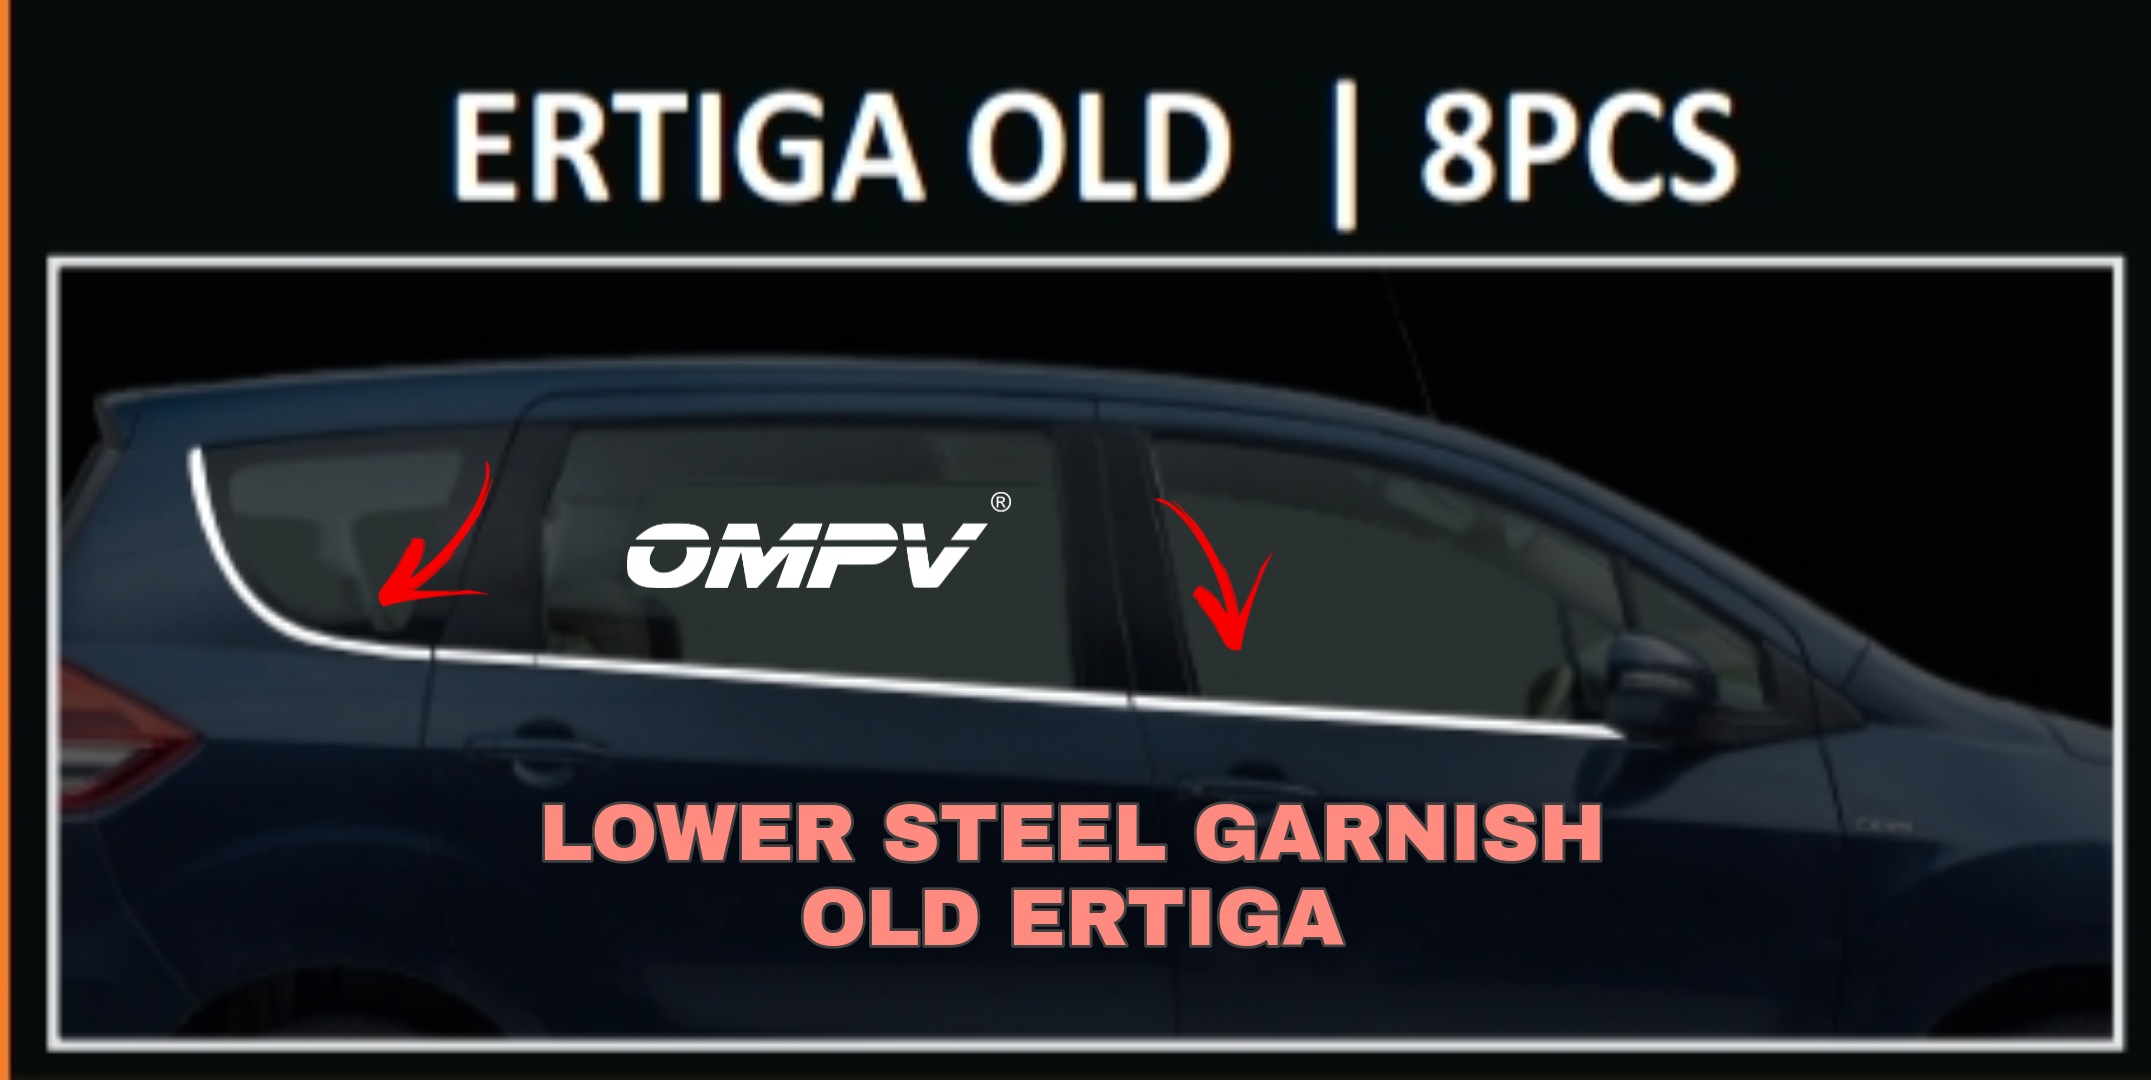 ERTIGA OLD | 8PCS
OMPV ®
LOWER STEEL GARNISH
OLD ERTIGA